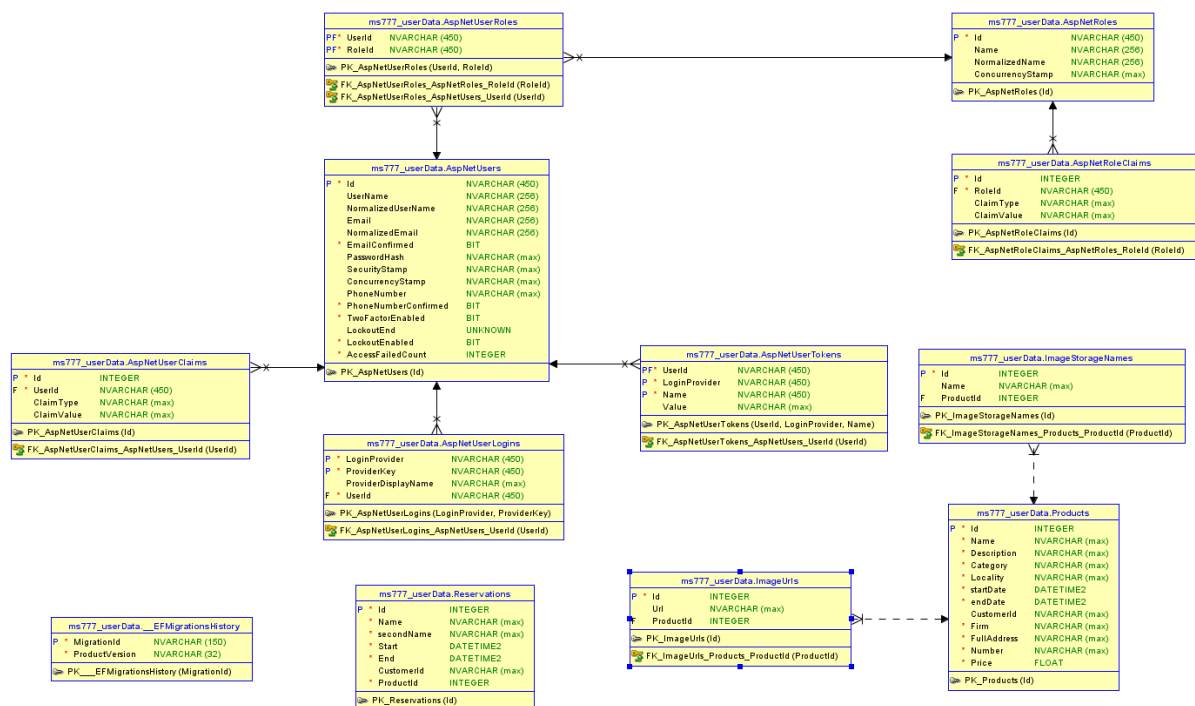 ms777_userData.AspNetUserRoles
PF* UserId NVARCHAR (450)
PF* RoleId NVARCHAR (450)
PK_AspNetUserRoles (UserId, RoleId)
FK_AspNetUserRoles_AspNetRoles_RoleId (RoleId)
FK_AspNetUserRoles_AspNetUsers_UserId (UserId)
ms777_userData.AspNetRoles
P * Id NVARCHAR (450)
Name NVARCHAR (256)
NormalizedName NVARCHAR (256)
ConcurrencyStamp NVARCHAR (max)
PK_AspNetRoles (Id)
ms777_userData.AspNetUsers
P * Id NVARCHAR (450)
UserName NVARCHAR (256)
NormalizedUserName NVARCHAR (256)
Email NVARCHAR (256)
NormalizedEmail NVARCHAR (256)
* EmailConfirmed BIT
PasswordHash NVARCHAR (max)
SecurityStamp NVARCHAR (max)
ConcurrencyStamp NVARCHAR (max)
PhoneNumber NVARCHAR (max)
* PhoneNumberConfirmed BIT
* TwoFactorEnabled BIT
LockoutEnd UNKNOWN
* LockoutEnabled BIT
* AccessFailedCount INTEGER
PK_AspNetUsers (Id)
ms777_userData.AspNetRoleClaims
P * Id INTEGER
F * RoleId NVARCHAR (450)
ClaimType NVARCHAR (max)
ClaimValue NVARCHAR (max)
PK_AspNetRoleClaims (Id)
FK_AspNetRoleClaims_AspNetRoles_RoleId (RoleId)
ms777_userData.AspNetUserClaims
P * Id INTEGER
F * UserId NVARCHAR (450)
ClaimType NVARCHAR (max)
ClaimValue NVARCHAR (max)
PK_AspNetUserClaims (Id)
FK_AspNetUserClaims_AspNetUsers_UserId (UserId)
ms777_userData.AspNetUserTokens
PF* UserId NVARCHAR (450)
P * LoginProvider NVARCHAR (450)
P * Name NVARCHAR (450)
Value NVARCHAR (max)
PK_AspNetUserTokens (UserId, LoginProvider, Name)
FK_AspNetUserTokens_AspNetUsers_UserId (UserId)
ms777_userData.ImageStorageNames
P * Id INTEGER
Name NVARCHAR (max)
F ProductId INTEGER
PK_ImageStorageNames (Id)
FK_ImageStorageNames_Products_ProductId (ProductId)
ms777_userData.AspNetUserLogins
P * LoginProvider NVARCHAR (450)
P * ProviderKey NVARCHAR (450)
ProviderDisplayName NVARCHAR (max)
F * UserId NVARCHAR (450)
PK_AspNetUserLogins (LoginProvider, ProviderKey)
FK_AspNetUserLogins_AspNetUsers_UserId (UserId)
ms777_userData.Products
P * Id INTEGER
* Name NVARCHAR (max)
* Description NVARCHAR (max)
* Category NVARCHAR (max)
* Locality NVARCHAR (max)
* startDate DATETIME2
* endDate DATETIME2
CustomerId NVARCHAR (max)
* Firm NVARCHAR (max)
* FullAddress NVARCHAR (max)
* Number NVARCHAR (max)
* Price FLOAT
PK_Products (Id)
ms777_userData.ImageUrls
P * Id INTEGER
Url NVARCHAR (max)
F ProductId INTEGER
PK_ImageUrls (Id)
FK_ImageUrls_Products_ProductId (ProductId)
ms777_userData.Reservations
P * Id INTEGER
* Name NVARCHAR (max)
* secondName NVARCHAR (max)
* Start DATETIME2
* End DATETIME2
CustomerId NVARCHAR (max)
* ProductId INTEGER
PK_Reservations (Id)
ms777_userData.__EFMigrationsHistory
P * MigrationId NVARCHAR (150)
* ProductVersion NVARCHAR (32)
PK___EFMigrationsHistory (MigrationId)